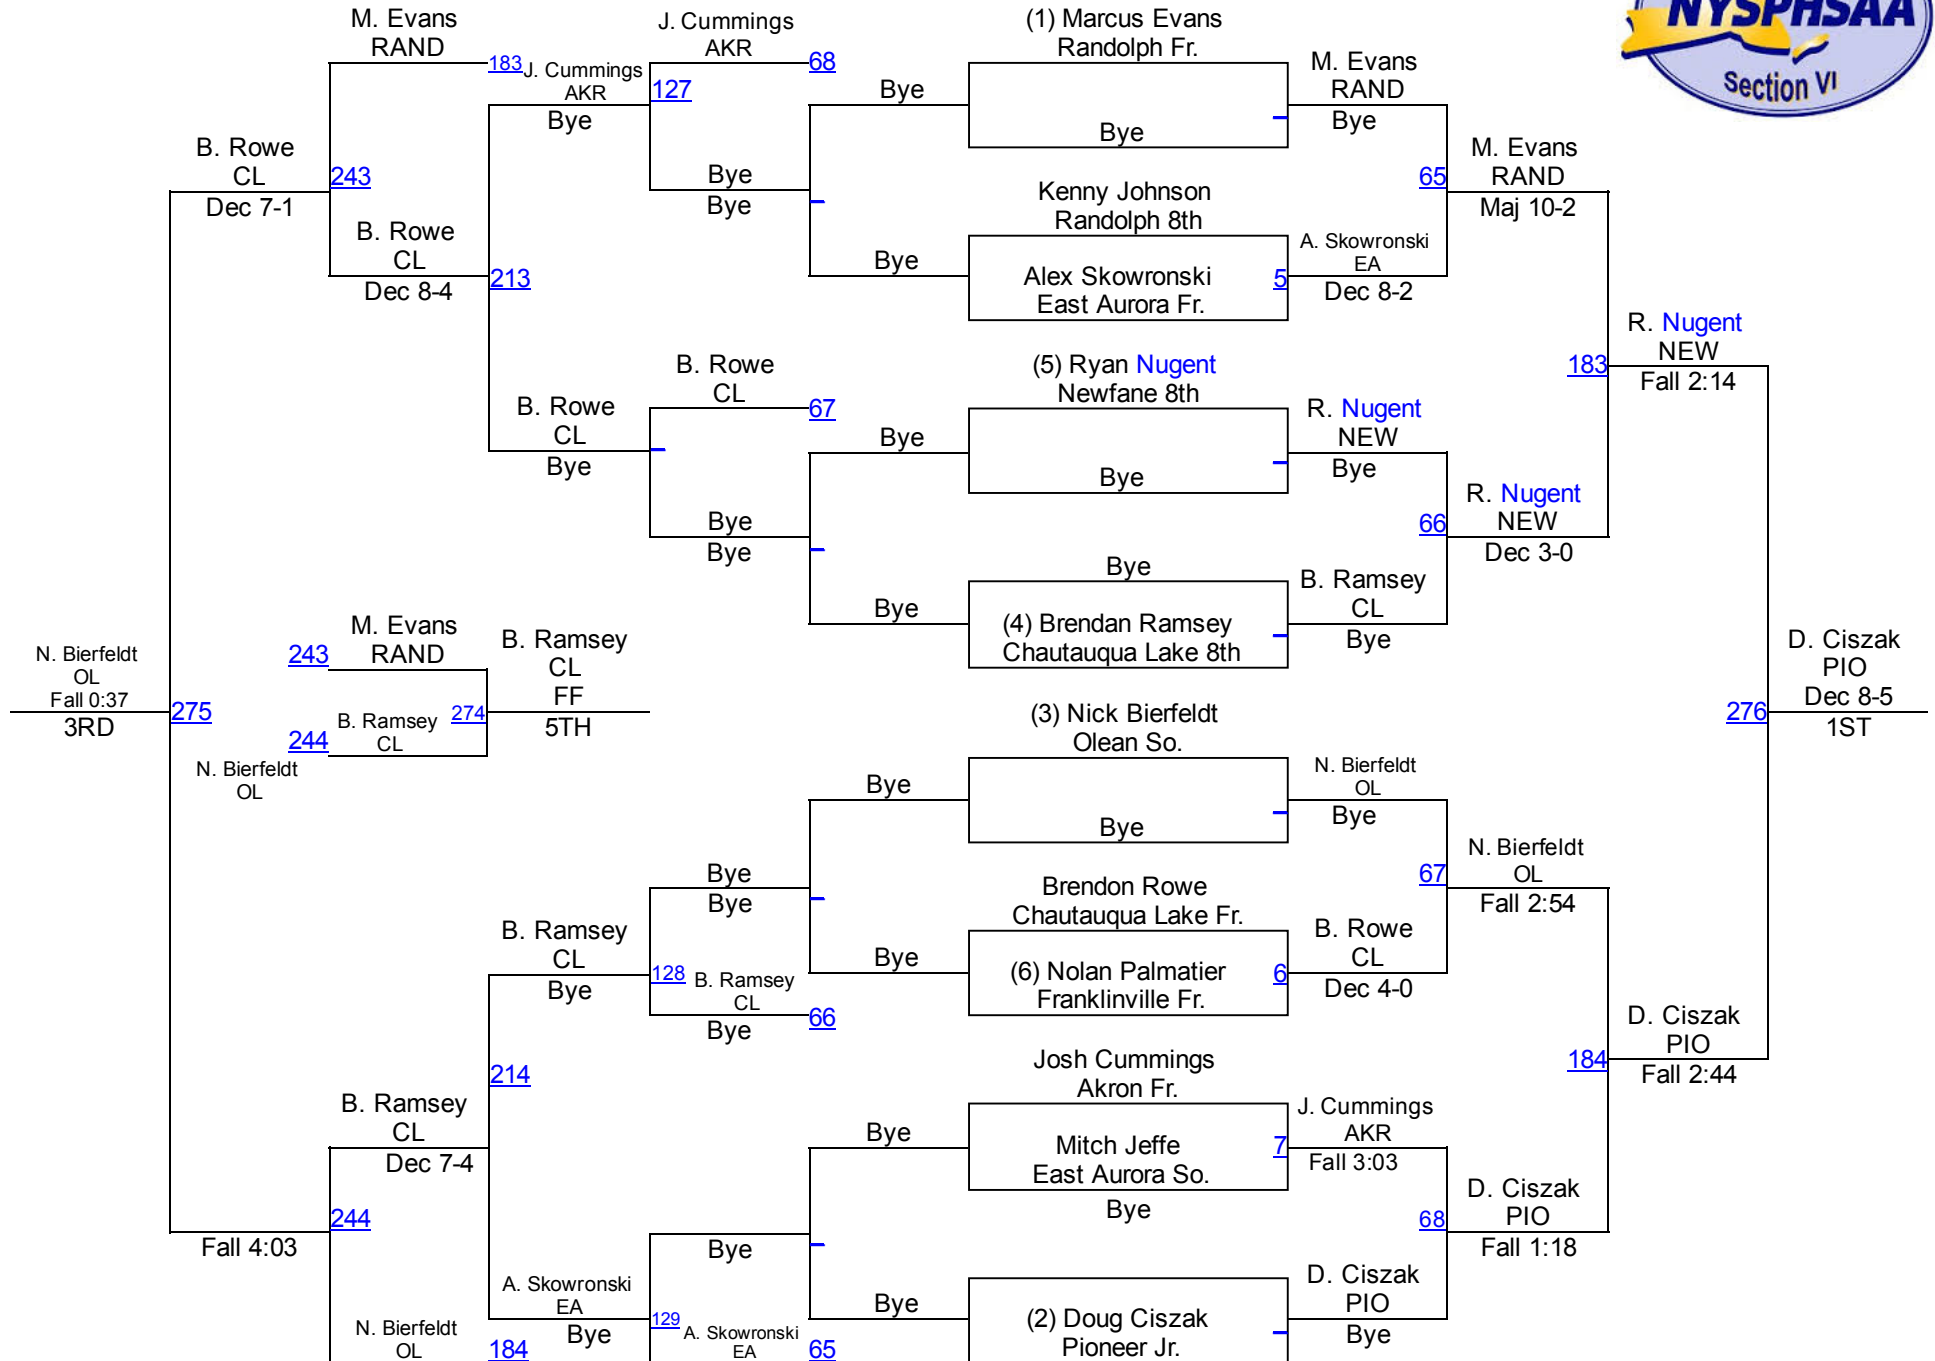 NYSPHSAA
Section VI
M. Evans
RAND
183
J. Cummings
AKR
Bye
127
J. Cummings
AKR
68
Bye
Bye
Bye
Bye
B. Rowe
CL
Dec 7-1
243
B. Rowe
CL
Dec 8-4
213
B. Rowe
CL
Bye
B. Rowe
CL
67
Bye
Bye
Bye
Bye
(1) Marcus Evans
Randolph Fr.
Bye
Kenny Johnson
Randolph 8th
Alex Skowronski
East Aurora Fr.
5
M. Evans
RAND
Bye
65
A. Skowronski
EA
Dec 8-2
M. Evans
RAND
Maj 10-2
(5) Ryan Nugent
Newfane 8th
Bye
R. Nugent
NEW
Bye
66
R. Nugent
NEW
Dec 3-0
183
R. Nugent
NEW
Fall 2:14
Bye
(4) Brendan Ramsey
Chautauqua Lake 8th
B. Ramsey
CL
Bye
N. Bierfeldt
OL
Fall 0:37
3RD
275
243
M. Evans
RAND
244
B. Ramsey
CL
274
B. Ramsey
CL
FF
5TH
N. Bierfeldt
OL
276
D. Ciszak
PIO
Dec 8-5
1ST
(3) Nick Bierfeldt
Olean So.
Bye
Bye
N. Bierfeldt
OL
Bye
67
N. Bierfeldt
OL
Fall 2:54
Bye
Bye
Bye
Brendon Rowe
Chautauqua Lake Fr.
(6) Nolan Palmatier
Franklinville Fr.
6
B. Rowe
CL
Dec 4-0
B. Ramsey
CL
Bye
128
B. Ramsey
CL
Bye
66
184
D. Ciszak
PIO
Fall 2:44
214
B. Ramsey
CL
Dec 7-4
Bye
Josh Cummings
Akron Fr.
Mitch Jeffe
East Aurora So.
7
Bye
J. Cummings
AKR
Fall 3:03
68
D. Ciszak
PIO
Fall 1:18
Fall 4:03
244
Bye
Bye
A. Skowronski
EA
Bye
129
A. Skowronski
EA
65
N. Bierfeldt
OL
184
(2) Doug Ciszak
Pioneer Jr.
D. Ciszak
PIO
Bye